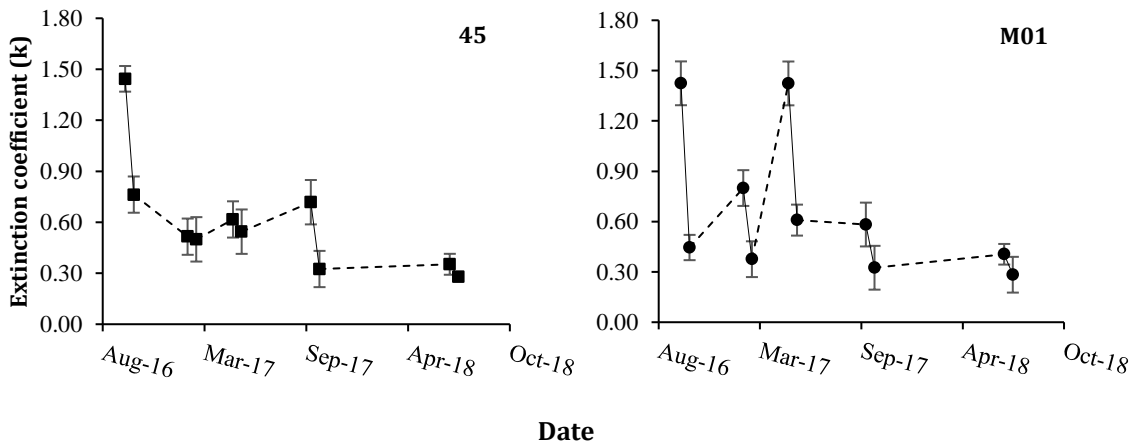 45
Extinction coefficient (k)
1.80
1.50
1.20
0.90
0.60
0.30
0.00
Aug-16
Mar-17
Sep-17
Apr-18
Oct-18
M01
1.80
1.50
1.20
0.90
0.60
0.30
0.00
Aug-16
Mar-17
Sep-17
Apr-18
Oct-18
Date